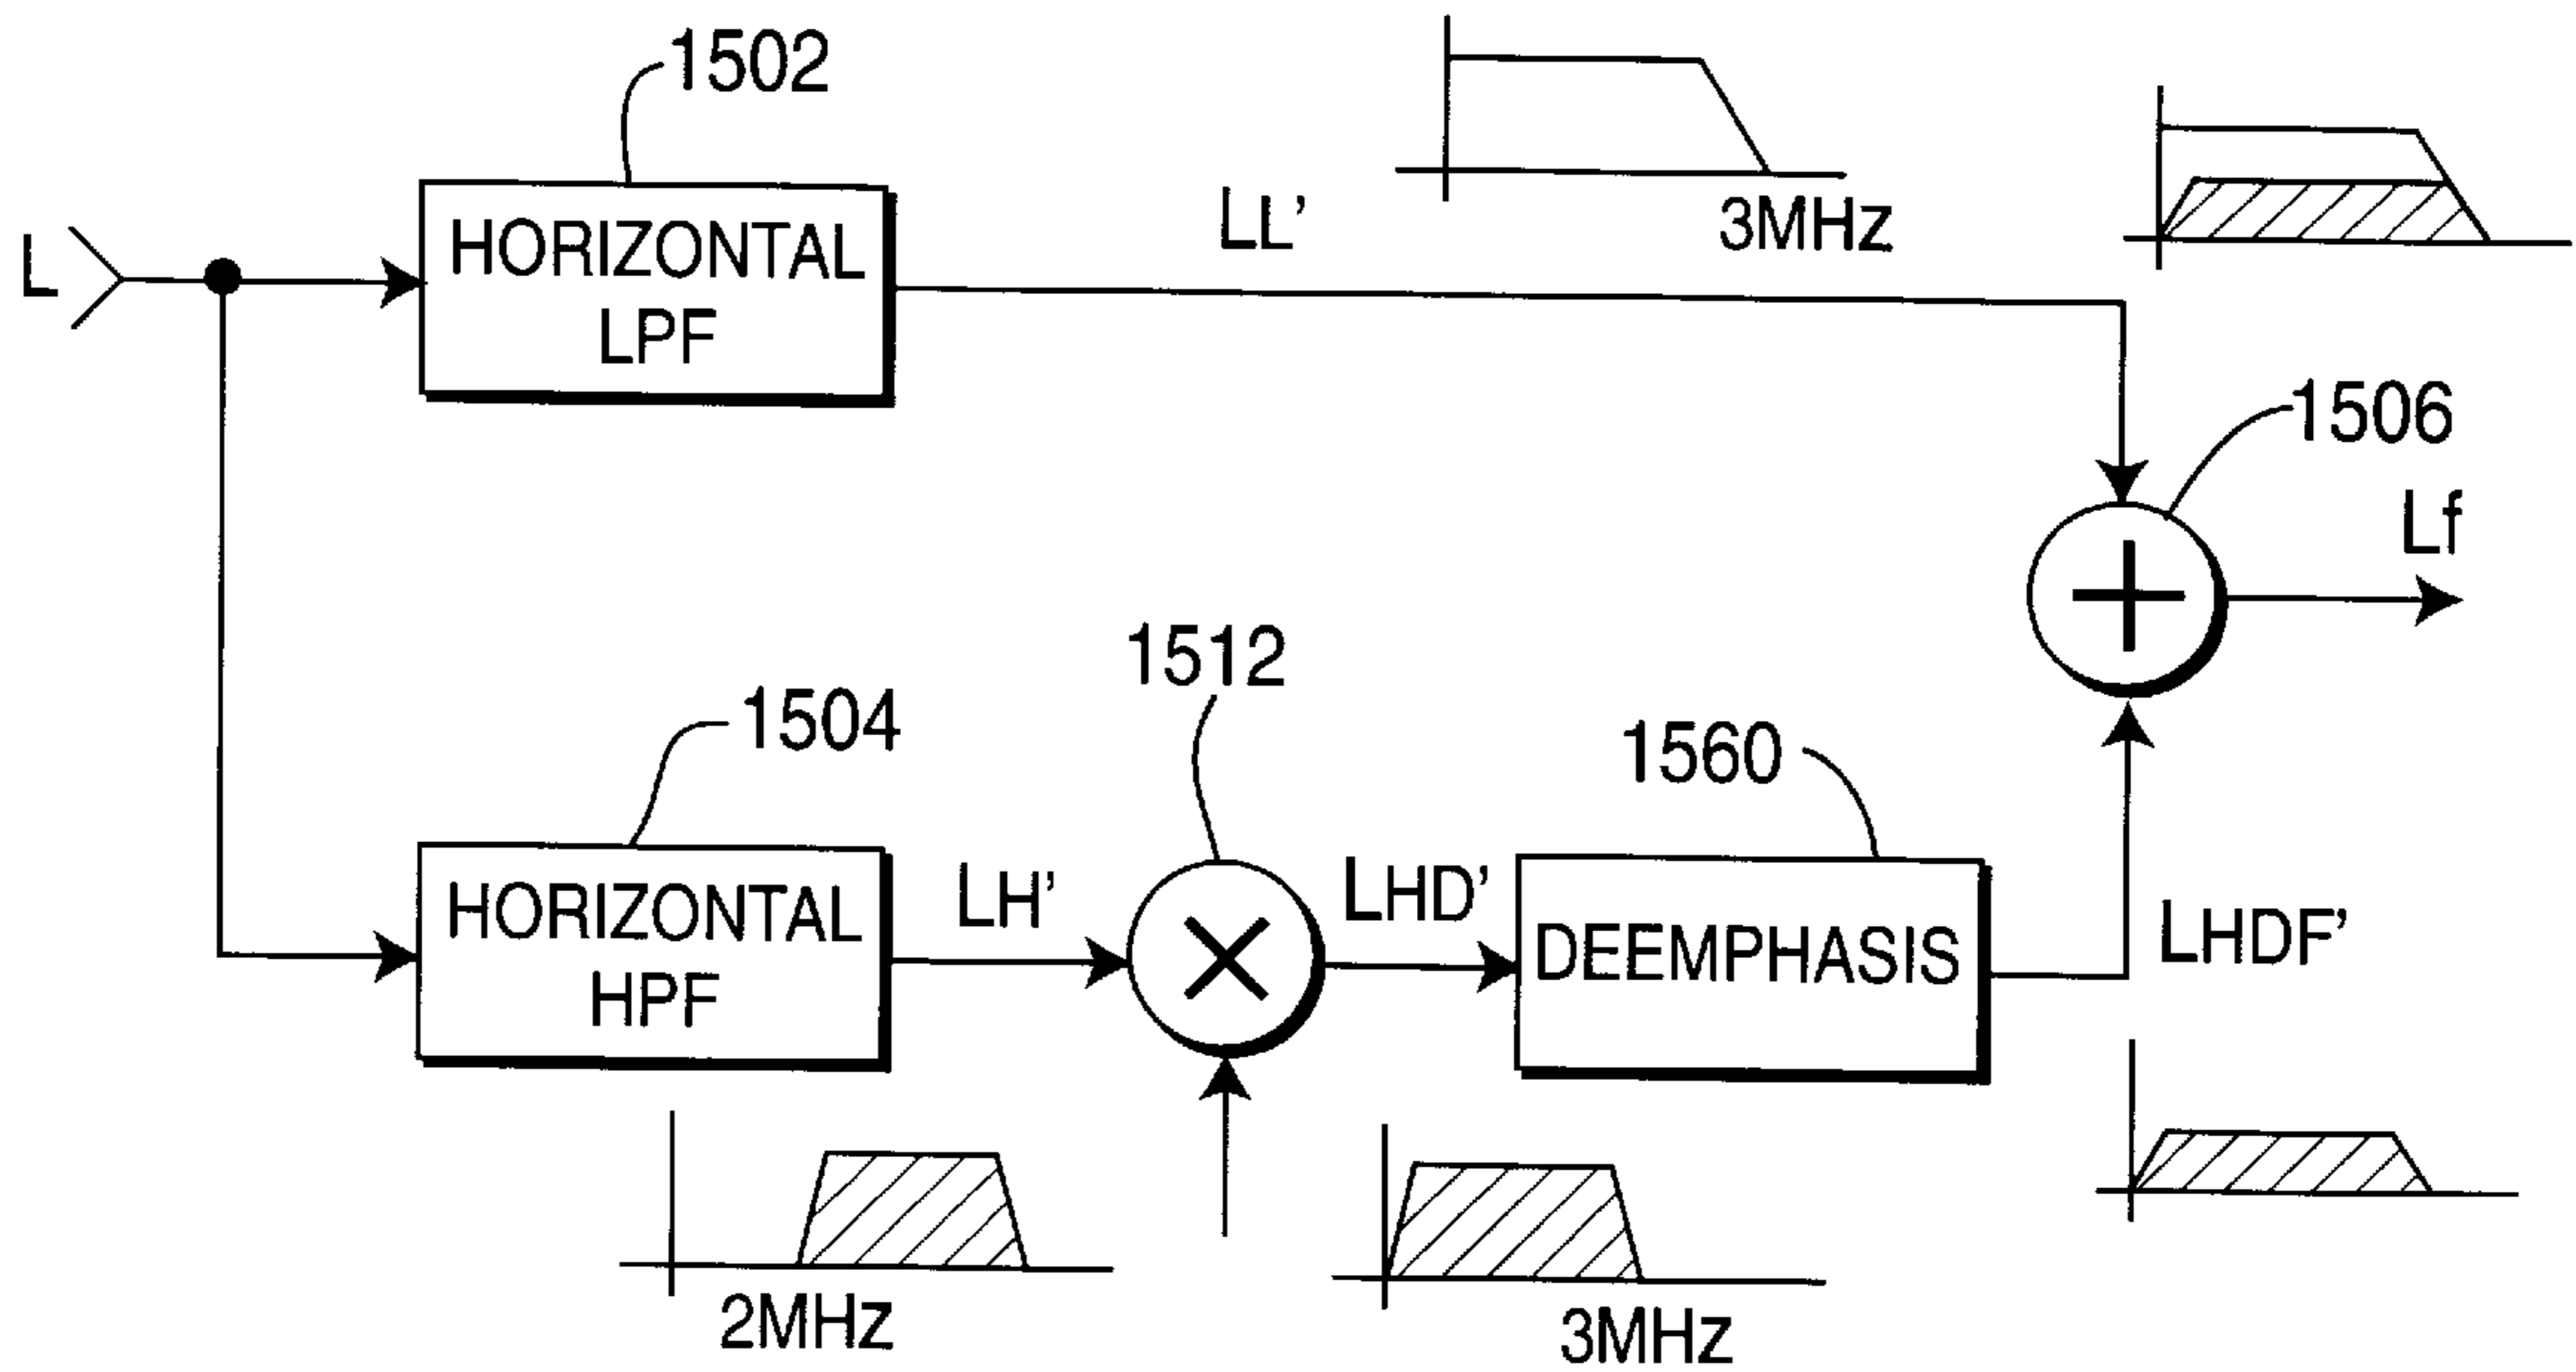 1502
L
HORIZONTAL
LPF
LL'
3MHz
1506
Lf
1512
1504
1560
HORIZONTAL
HPF
LH'
LHD'
DEEMPHASIS
LHDF'
2MHz
3MHz